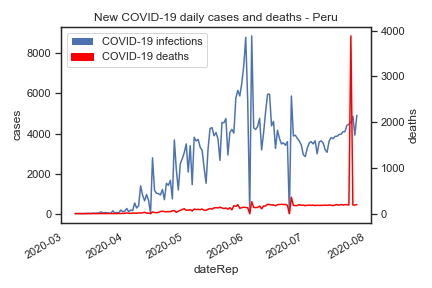 New COVID-19 daily cases and deaths - Peru
COVID-19 infections
COVID-19 deaths
8000
6000
4000
2000
0
cases
4000
3000
2000
1000
0
deaths
2020-03
2020-04
2020-05
2020-06
2020-07
2020-08
dateRep